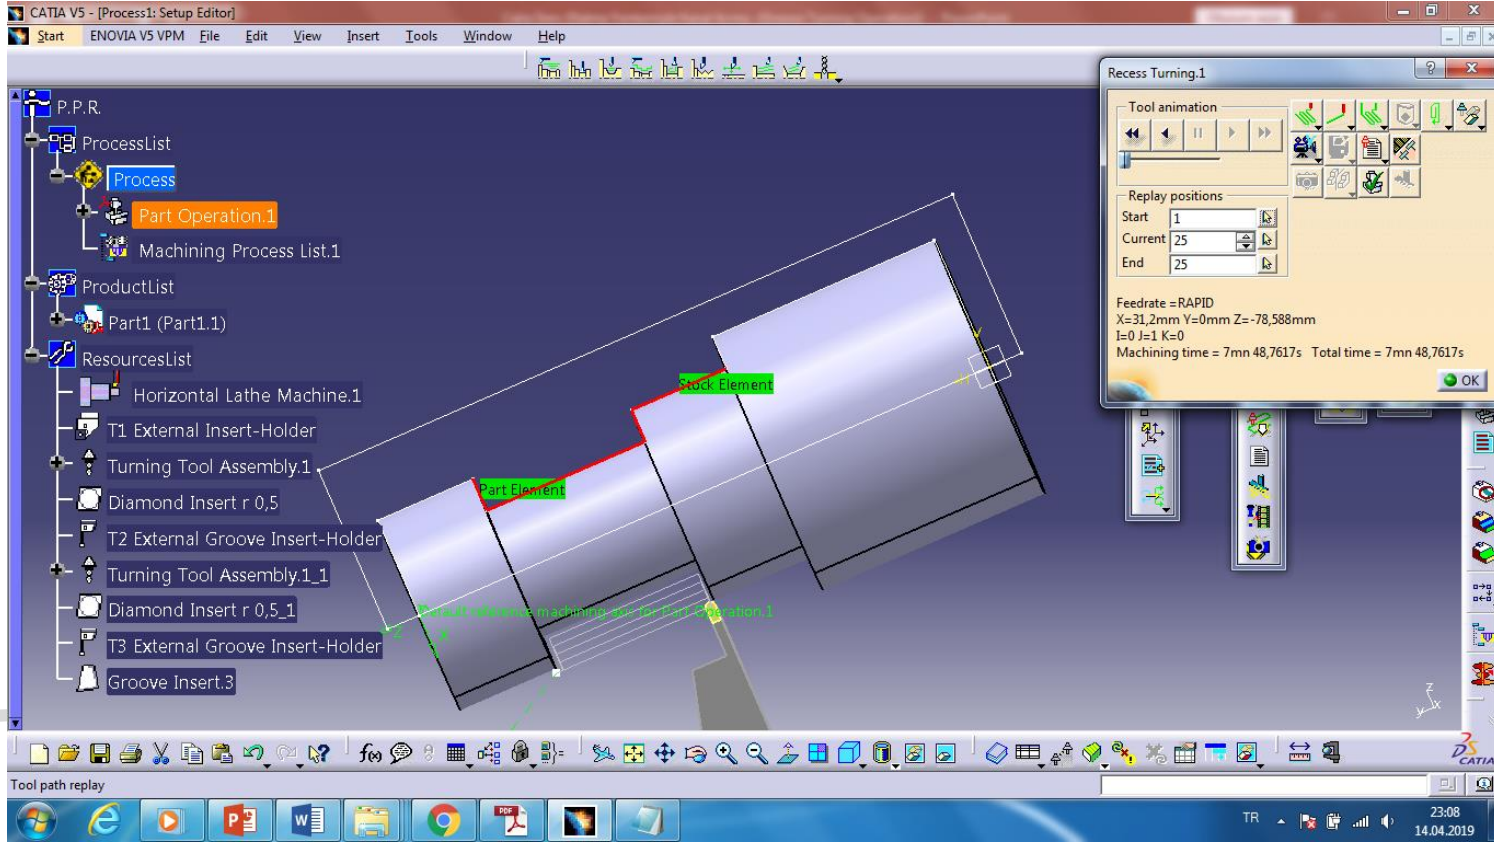 CATIA V5 - [Process1: Setup Editor]
Start ENOVIA V5 VPM File Edit View Insert Tools Window Help
P.P.R.
ProcessList
Process
Part Operation.1
Machining Process List.1
ProductList
Part1 (Part1.1)
ResourcesList
Horizontal Lathe Machine.1
T1 External Insert-Holder
Turning Tool Assembly.1
Diamond Insert r 0,5
T2 External Groove Insert-Holder
Turning Tool Assembly.1_1
Diamond Insert r 0,5_1
T3 External Groove Insert-Holder
Groove Insert.3
Stock Element
Part Element
Default reference machining axis for Part Operation.1
Z
X
Recess Turning.1
Tool animation
Replay positions
Start 1
Current 25
End 25
Feedrate =RAPID
X=31,2mm Y=0mm Z=-78,588mm
I=0 J=1 K=0
Machining time = 7mn 48,7617s Total time = 7mn 48,7617s
OK
z
x
y
f(x)
CATIA
Tool path replay
TR
23:08
14.04.2019